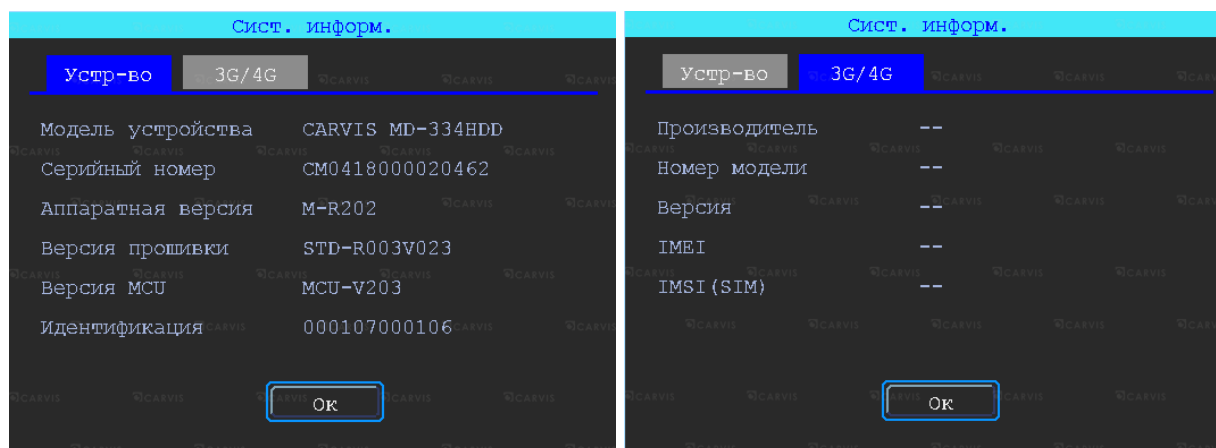 Сист. информ.
Устр-во 3G/4G
Модель устройства CARVIS MD-334HDD
Серийный номер CM0418000020462
Аппаратная версия M-R202
Версия прошивки STD-R003V023
Версия MCU MCU-V203
Идентификация 000107000106
Ок
Сист. информ.
Устр-во 3G/4G
Производитель --
Номер модели --
Версия --
IMEI --
IMSI(SIM) --
Ок